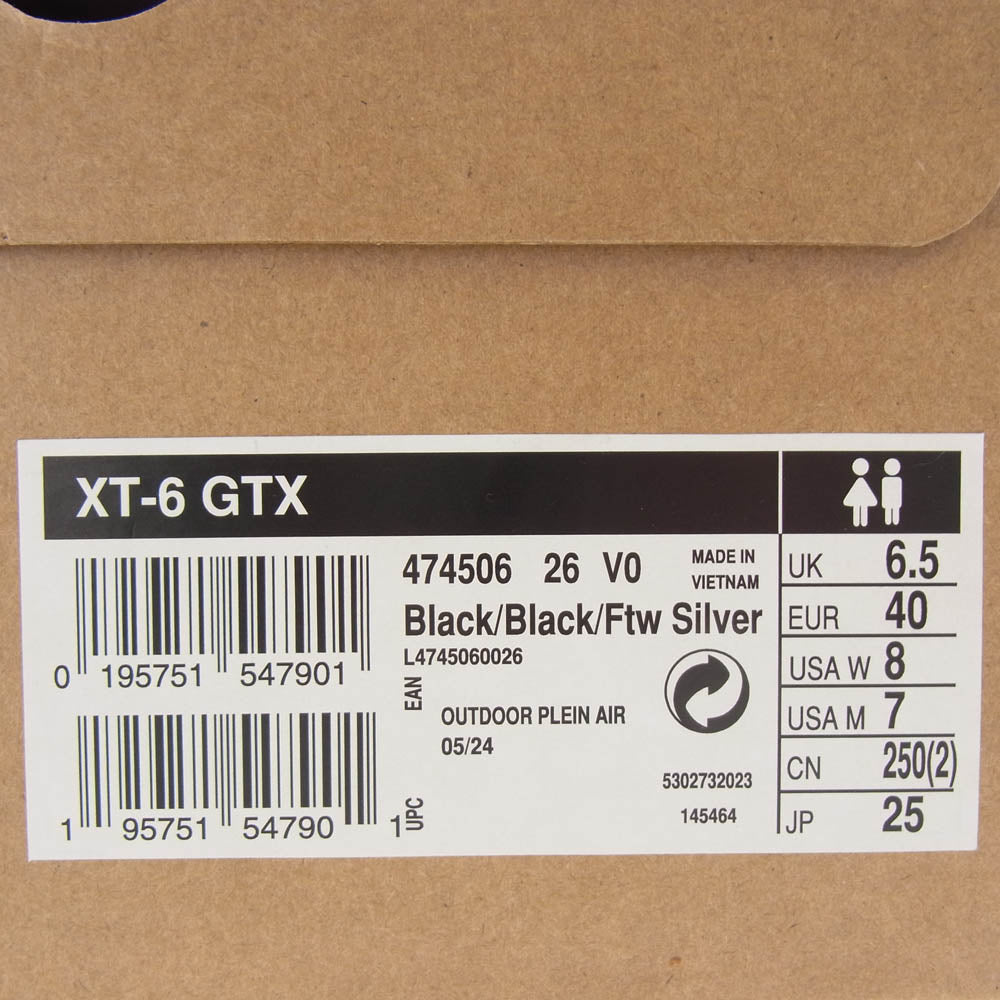 XT-6 GTX
474506 26 V0
MADE IN
VIETNAM
Black/Black/Ftw Silver
L4745060026
0 195751 547901
EAN
OUTDOOR PLEIN AIR
05/24
5302732023
145464
1 95751 54790 1
UPC
UK 6.5
EUR 40
USA W 8
USA M 7
CN 250(2)
JP 25